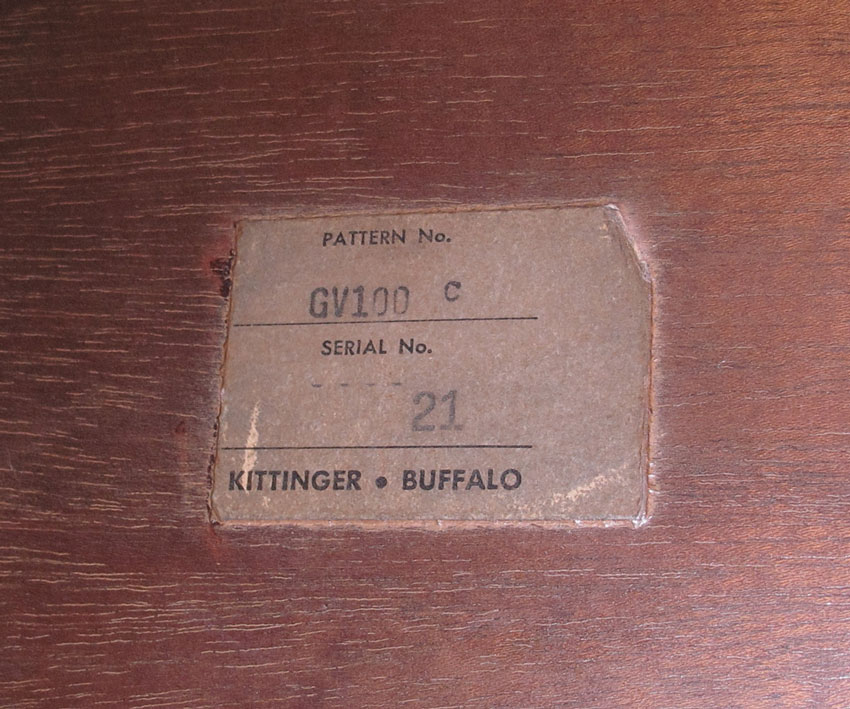 PATTERN No.
GV100 C
SERIAL No.
21
KITTINGER • BUFFALO